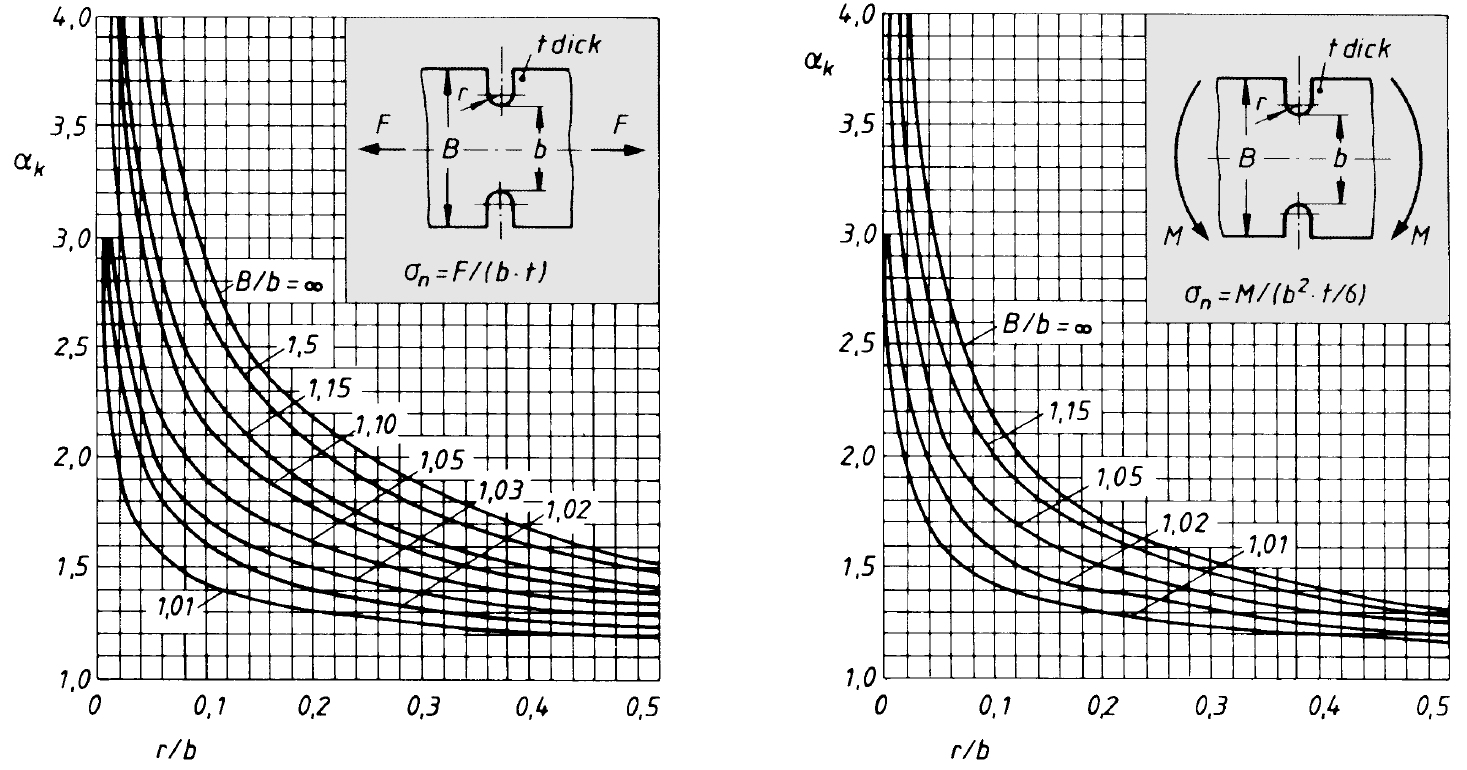 4,0
3,5
αk
3,0
2,5
2,0
1,5
1,0
0
0,1
0,2
0,3
0,4
0,5
r/b
t dick
r
F
F
B
b
σn = F/(b · t)
B/b = ∞
1,5
1,15
1,10
1,05
1,03
1,02
1,01
4,0
αk
3,5
3,0
2,5
2,0
1,5
1,0
0
0,1
0,2
0,3
0,4
0,5
r/b
t dick
r
B
b
M
M
σn = M/(b² · t/6)
B/b = ∞
1,15
1,05
1,02
1,01